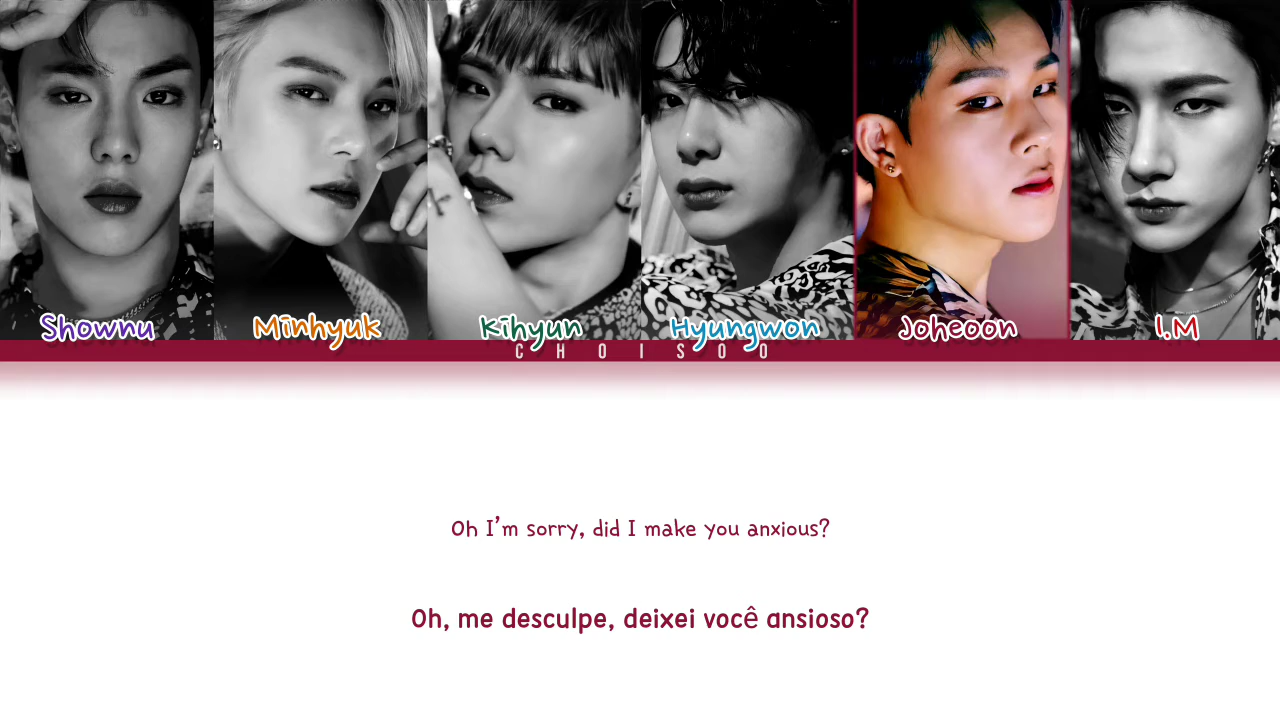 Shownu Minhyuk Kihyun Hyungwon Joheoon I.M
CHOISOO
Oh I'm sorry, did I make you anxious?
Oh, me desculpe, deixei você ansioso?